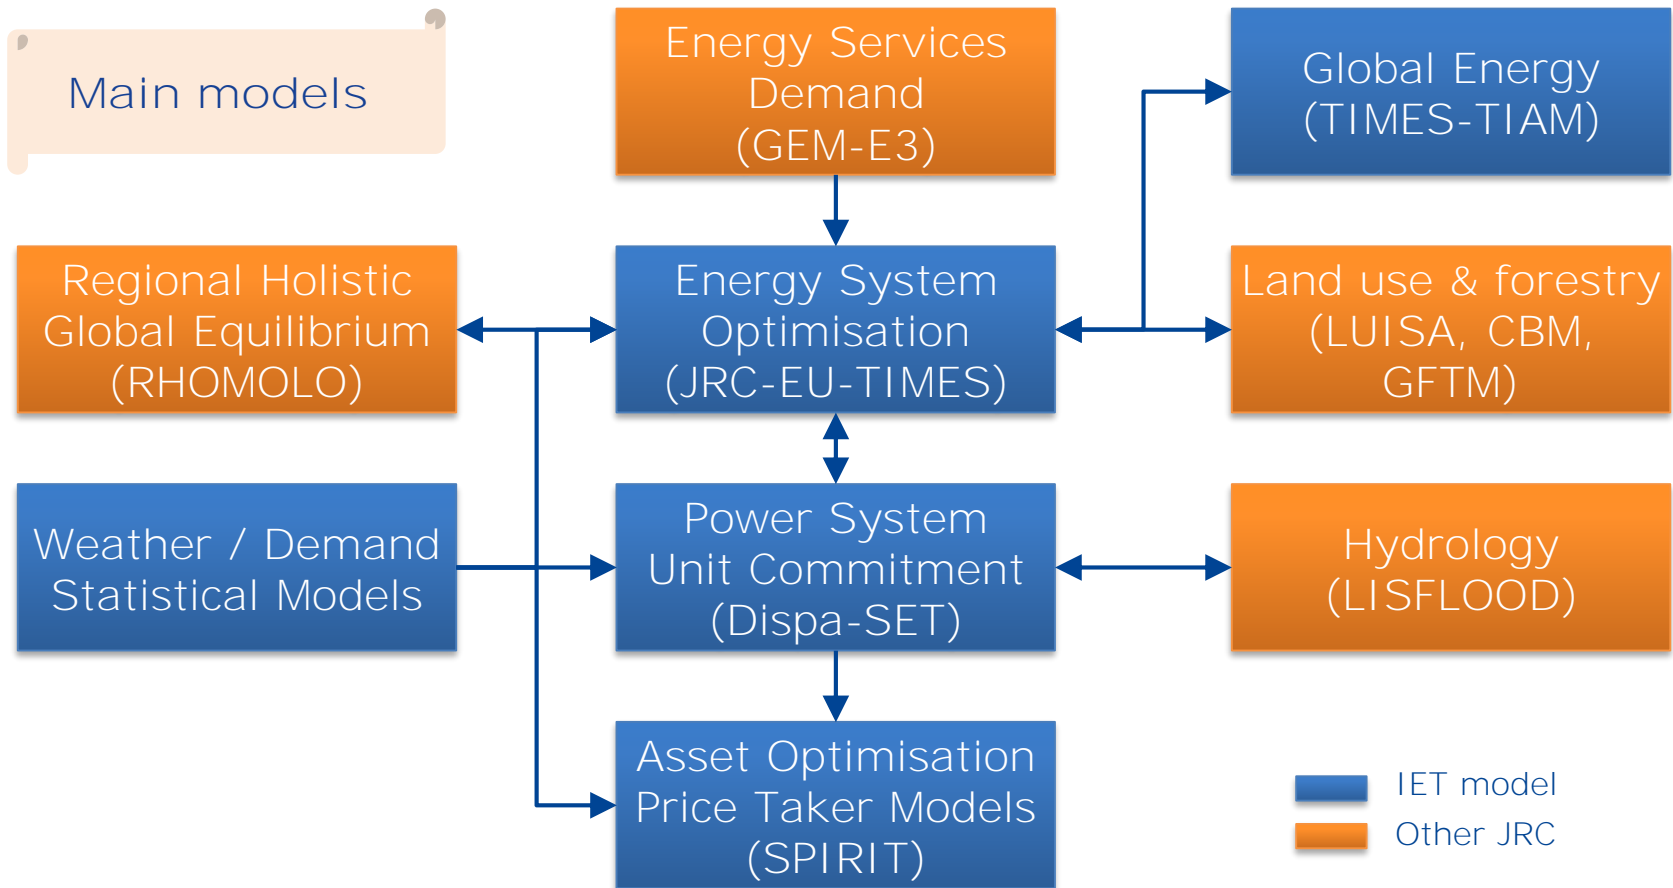 Main models
Energy Services
Demand
(GEM-E3)
Global Energy
(TIMES-TIAM)
Regional Holistic
Global Equilibrium
(RHOMOLO)
Energy System
Optimisation
(JRC-EU-TIMES)
Land use & forestry
(LUISA, CBM,
GFTM)
Weather / Demand
Statistical Models
Power System
Unit Commitment
(Dispa-SET)
Hydrology
(LISFLOOD)
Asset Optimisation
Price Taker Models
(SPIRIT)
IET model
Other JRC